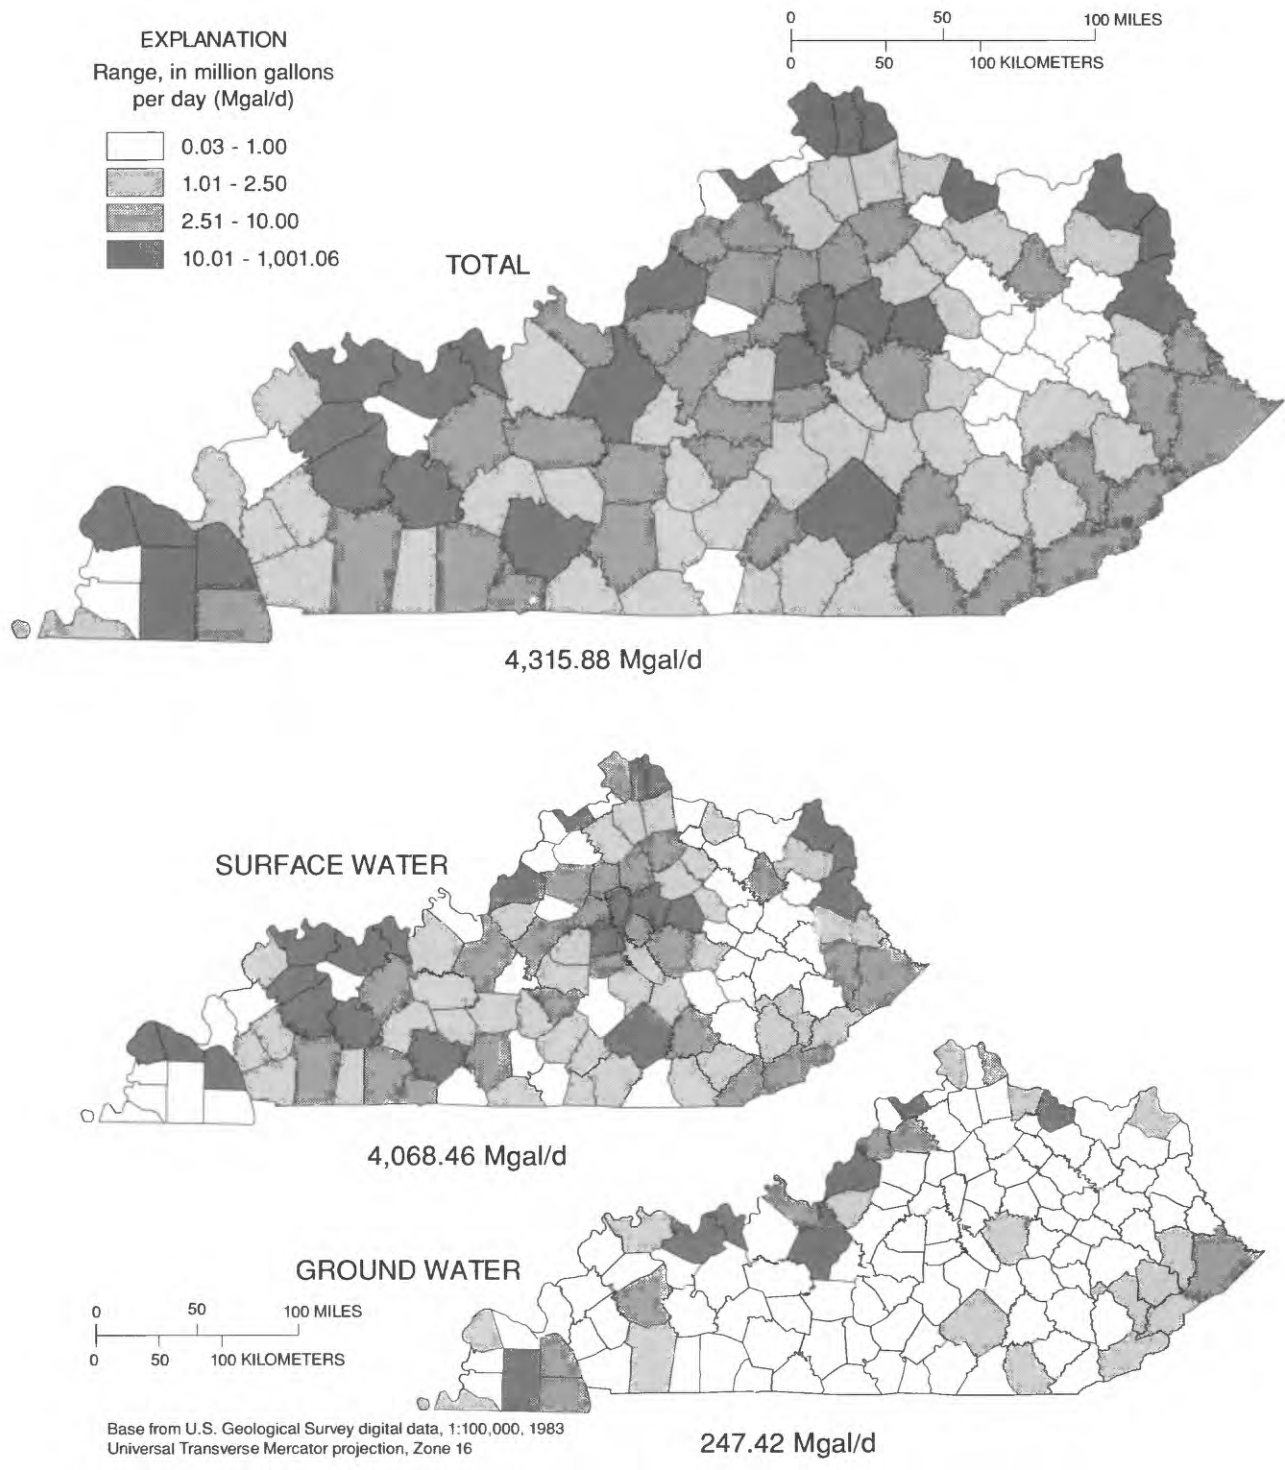 EXPLANATION
Range, in million gallons
per day (Mgal/d)
0.03 - 1.00
1.01 - 2.50
2.51 - 10.00
10.01 - 1,001.06
0 50 100 MILES
0 50 100 KILOMETERS
TOTAL
4,315.88 Mgal/d
SURFACE WATER
4,068.46 Mgal/d
GROUND WATER
0 50 100 MILES
0 50 100 KILOMETERS
Base from U.S. Geological Survey digital data, 1:100,000, 1983
Universal Transverse Mercator projection, Zone 16
247.42 Mgal/d